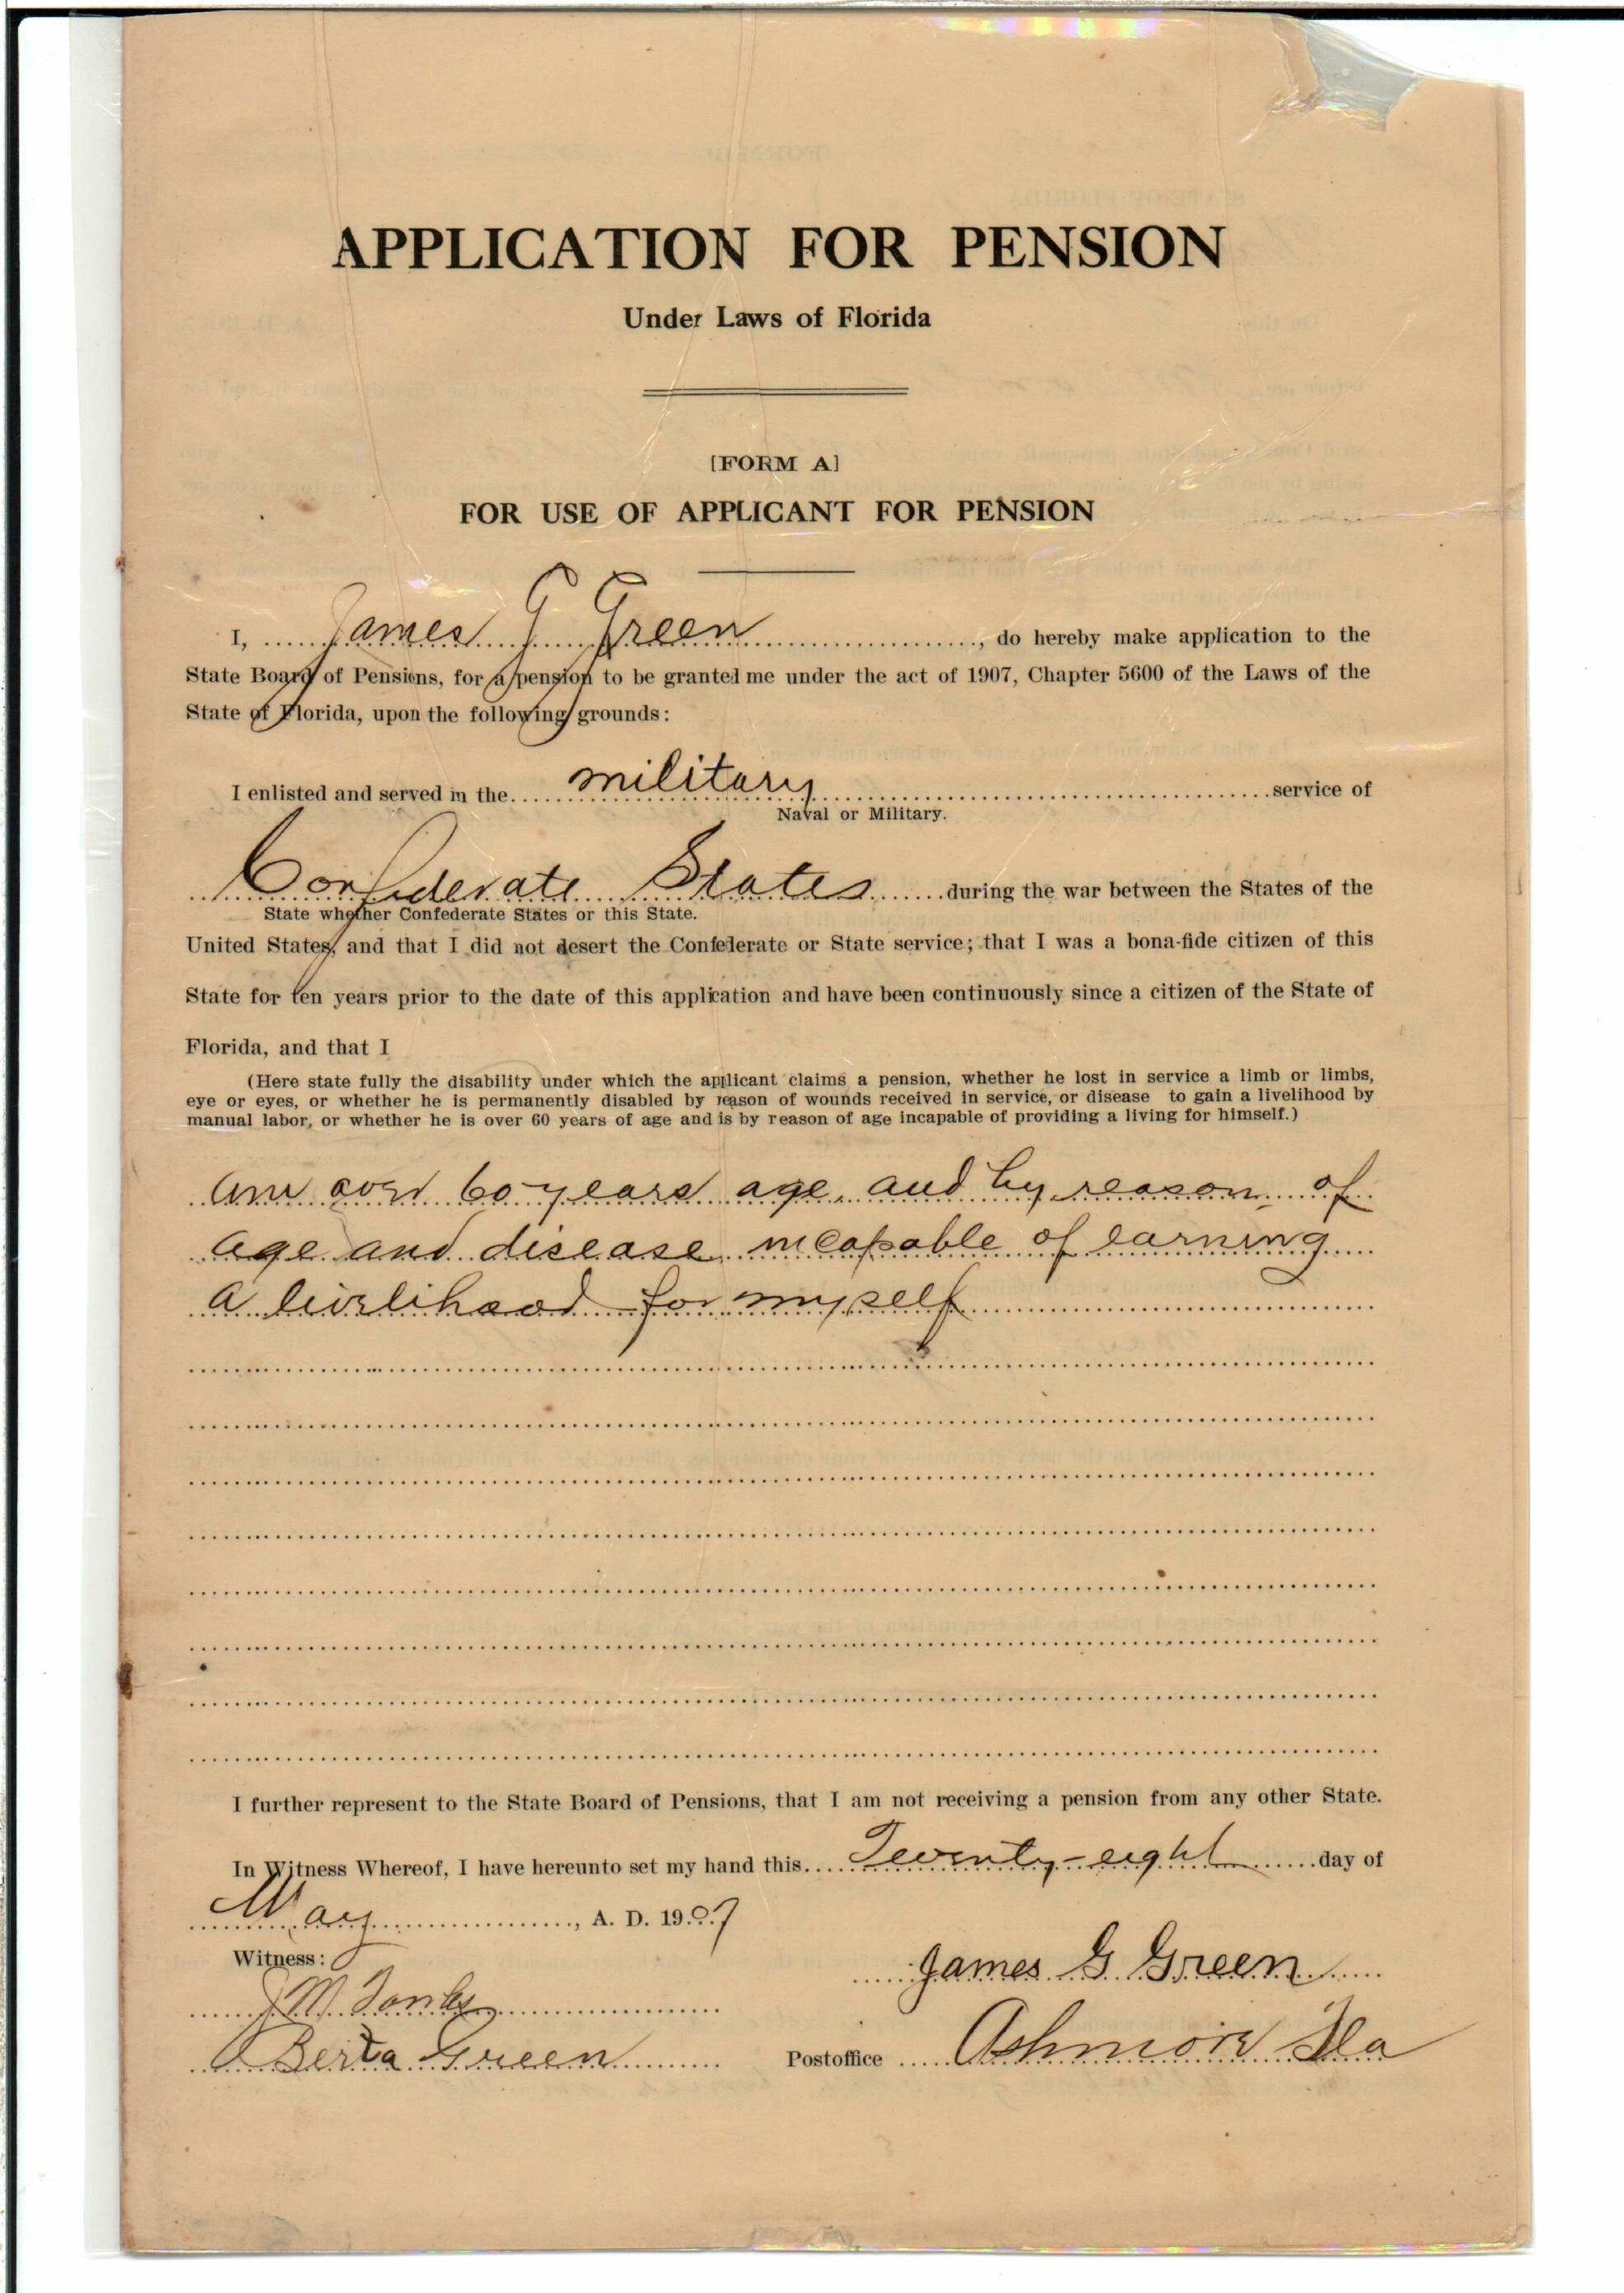 APPLICATION FOR PENSION
Under Laws of Florida
[FORM A]
FOR USE OF APPLICANT FOR PENSION
I, James G Green, do hereby make application to the
State Board of Pensions, for a pension to be granted me under the act of 1907, Chapter 5600 of the Laws of the
State of Florida, upon the following grounds:
I enlisted and served in the military service of
Naval or Military.
Confederate States during the war between the States of the
State whether Confederate States or this State.
United States, and that I did not desert the Confederate or State service; that I was a bona-fide citizen of this
State for ten years prior to the date of this application and have been continuously since a citizen of the State of
Florida, and that I
(Here state fully the disability under which the applicant claims a pension, whether he lost in service a limb or limbs,
eye or eyes, or whether he is permanently disabled by reason of wounds received in service, or disease to gain a livelihood by
manual labor, or whether he is over 60 years of age and is by reason of age incapable of providing a living for himself.)
Am over 60 years age, and by reason of
age and disease incapable of earning
a livelihood for myself
I further represent to the State Board of Pensions, that I am not receiving a pension from any other State.
In Witness Whereof, I have hereunto set my hand this Twenty-eight day of
May, A. D. 1907
Witness:
James G Green
J M
Berta Green
Postoffice Ashmore Fla